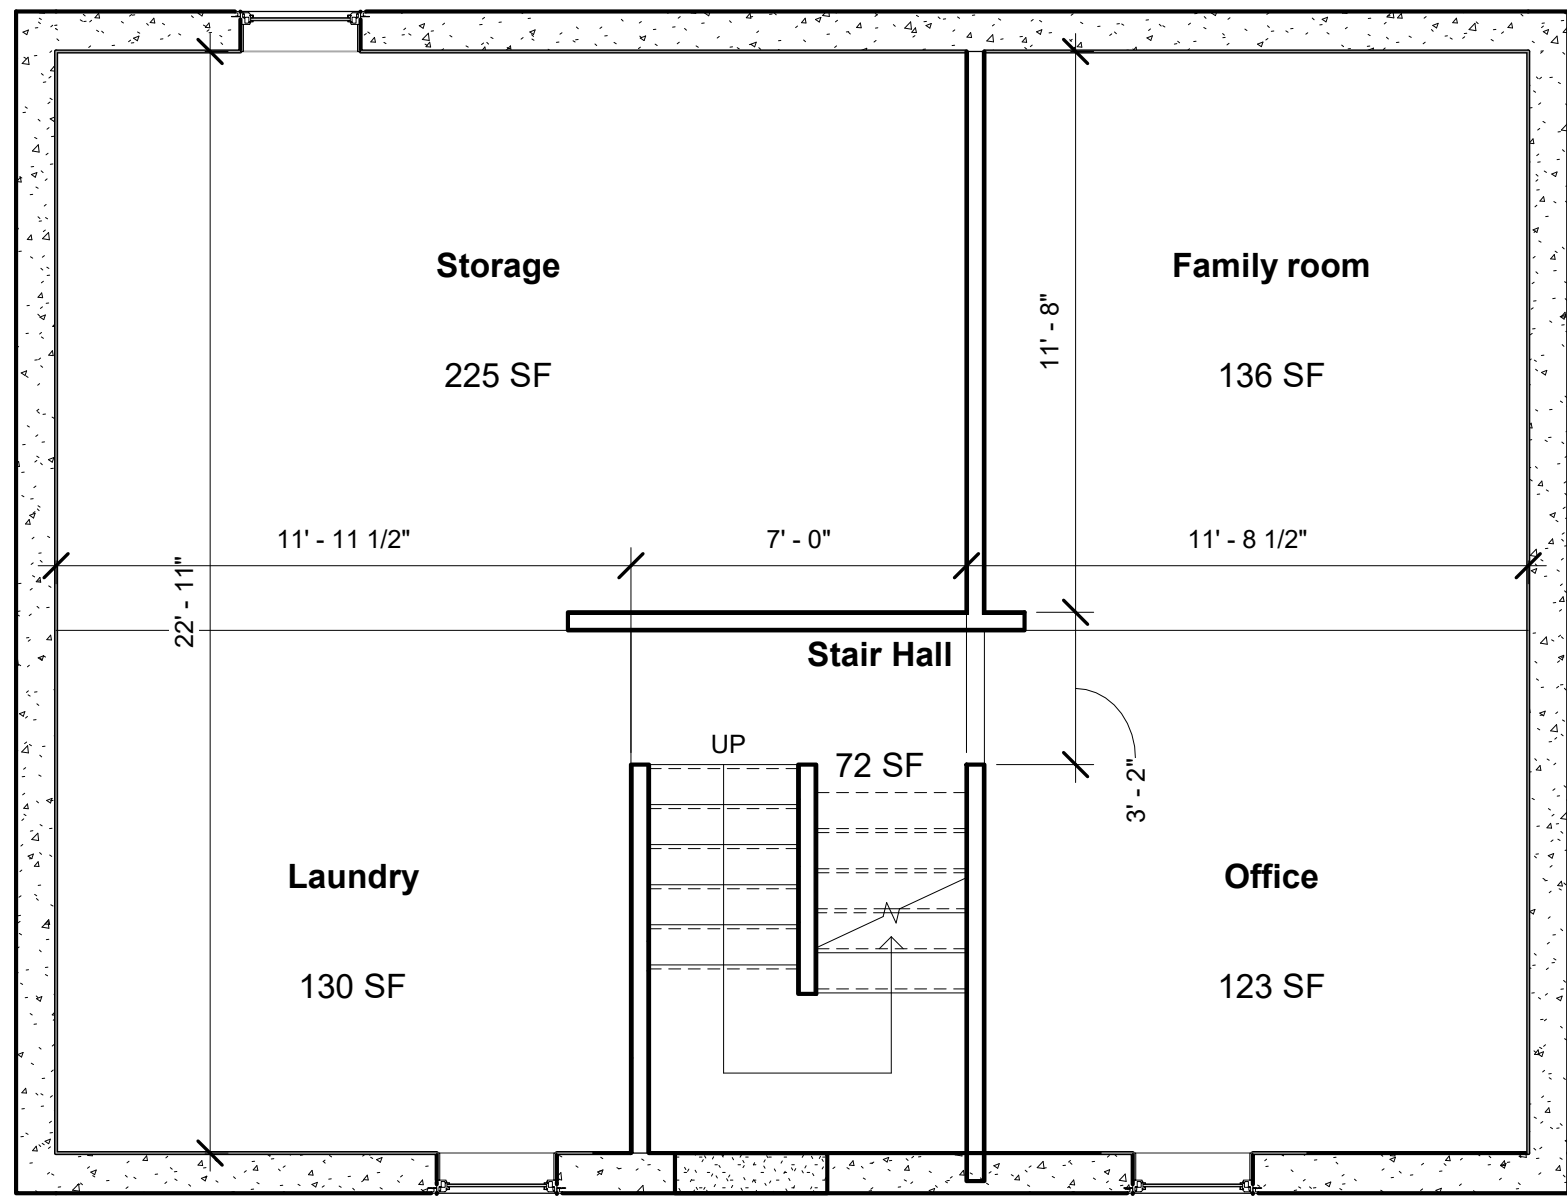 Storage
225 SF
Family room
136 SF
11' - 8"
11' - 11 1/2"
7' - 0"
11' - 8 1/2"
22' - 11"
Stair Hall
72 SF
UP
3' - 2"
Laundry
130 SF
Office
123 SF